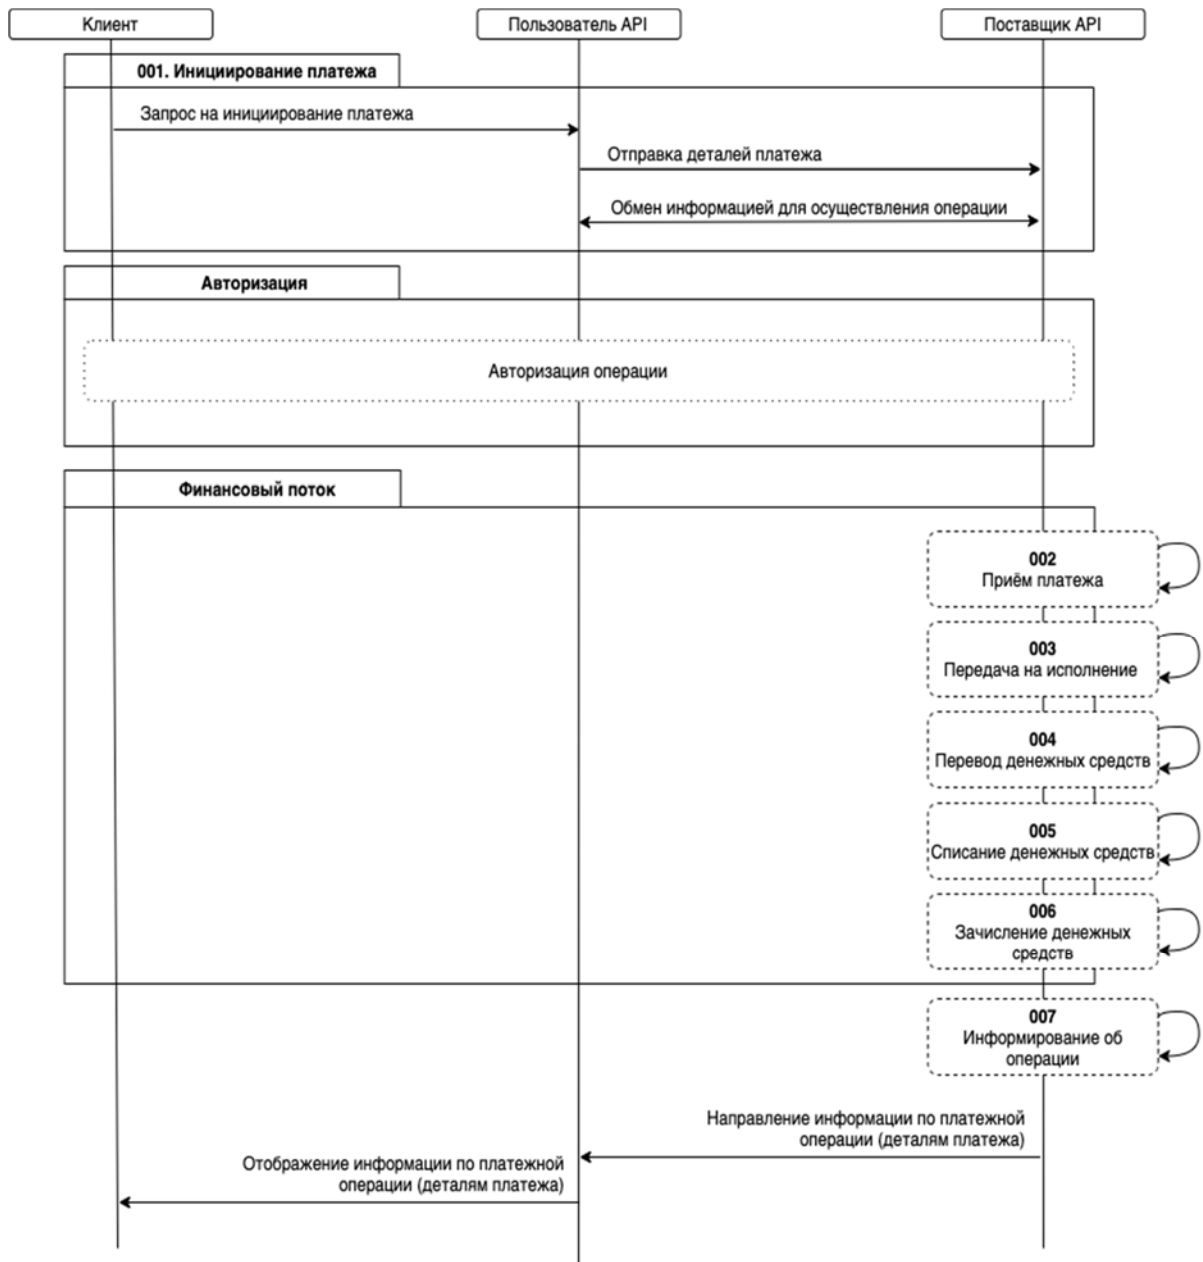 Клиент
Пользователь API
Поставщик API
001. Инициирование платежа
Запрос на инициирование платежа
Отправка деталей платежа
Обмен информацией для осуществления операции
Авторизация
Авторизация операции
Финансовый поток
002
Приём платежа
003
Передача на исполнение
004
Перевод денежных средств
005
Списание денежных средств
006
Зачисление денежных
средств
007
Информирование об
операции
Направление информации по платежной
операции (деталям платежа)
Отображение информации по платежной
операции (деталям платежа)